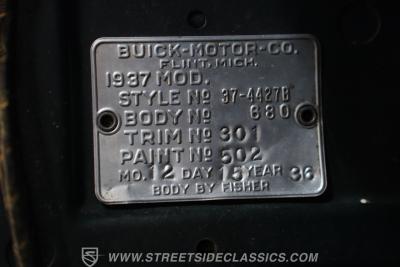 BUICK-MOTOR-CO.
FLINT, MICH.
1937 MOD.
STYLE No 37-4427B
BODY No 680
TRIM No 301
PAINT No 502
MO. 12 DAY 15 YEAR 36
BODY BY FISHER
WWW.STREETSIDECLASSICS.COM